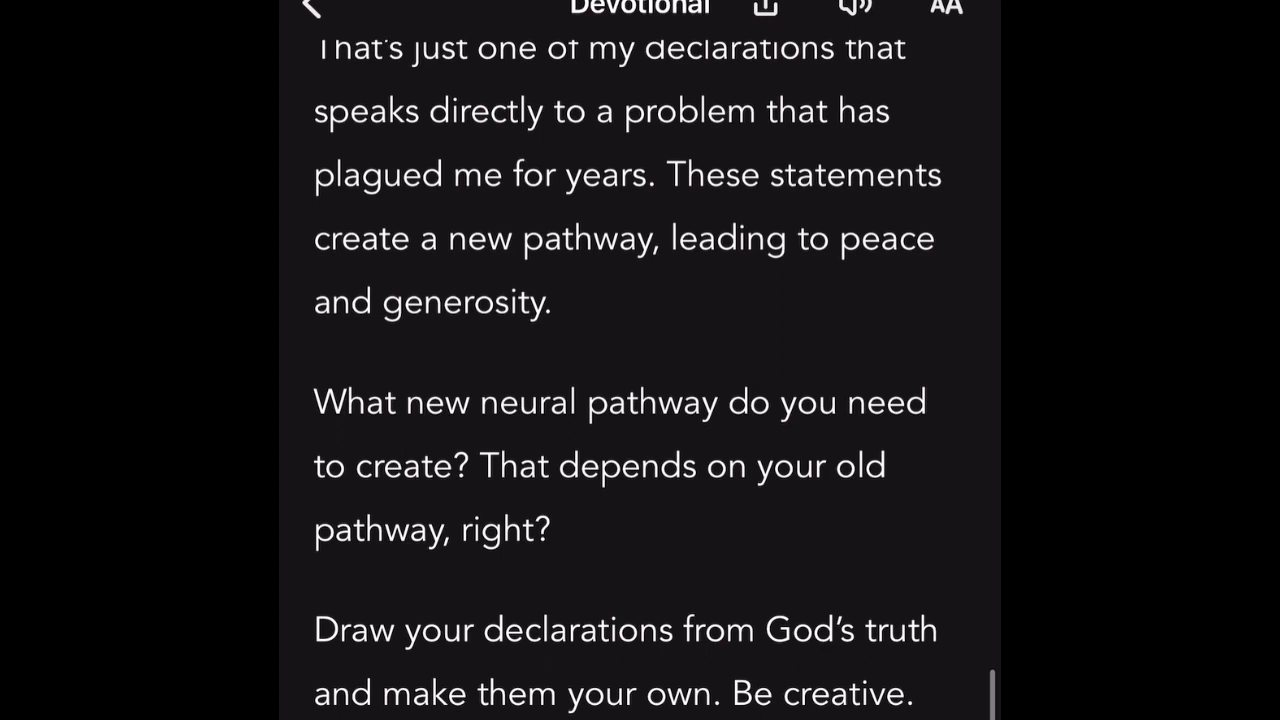 Devotional
AA
That's just one of my declarations that
speaks directly to a problem that has
plagued me for years. These statements
create a new pathway, leading to peace
and generosity.
What new neural pathway do you need
to create? That depends on your old
pathway, right?
Draw your declarations from God’s truth
and make them your own. Be creative.